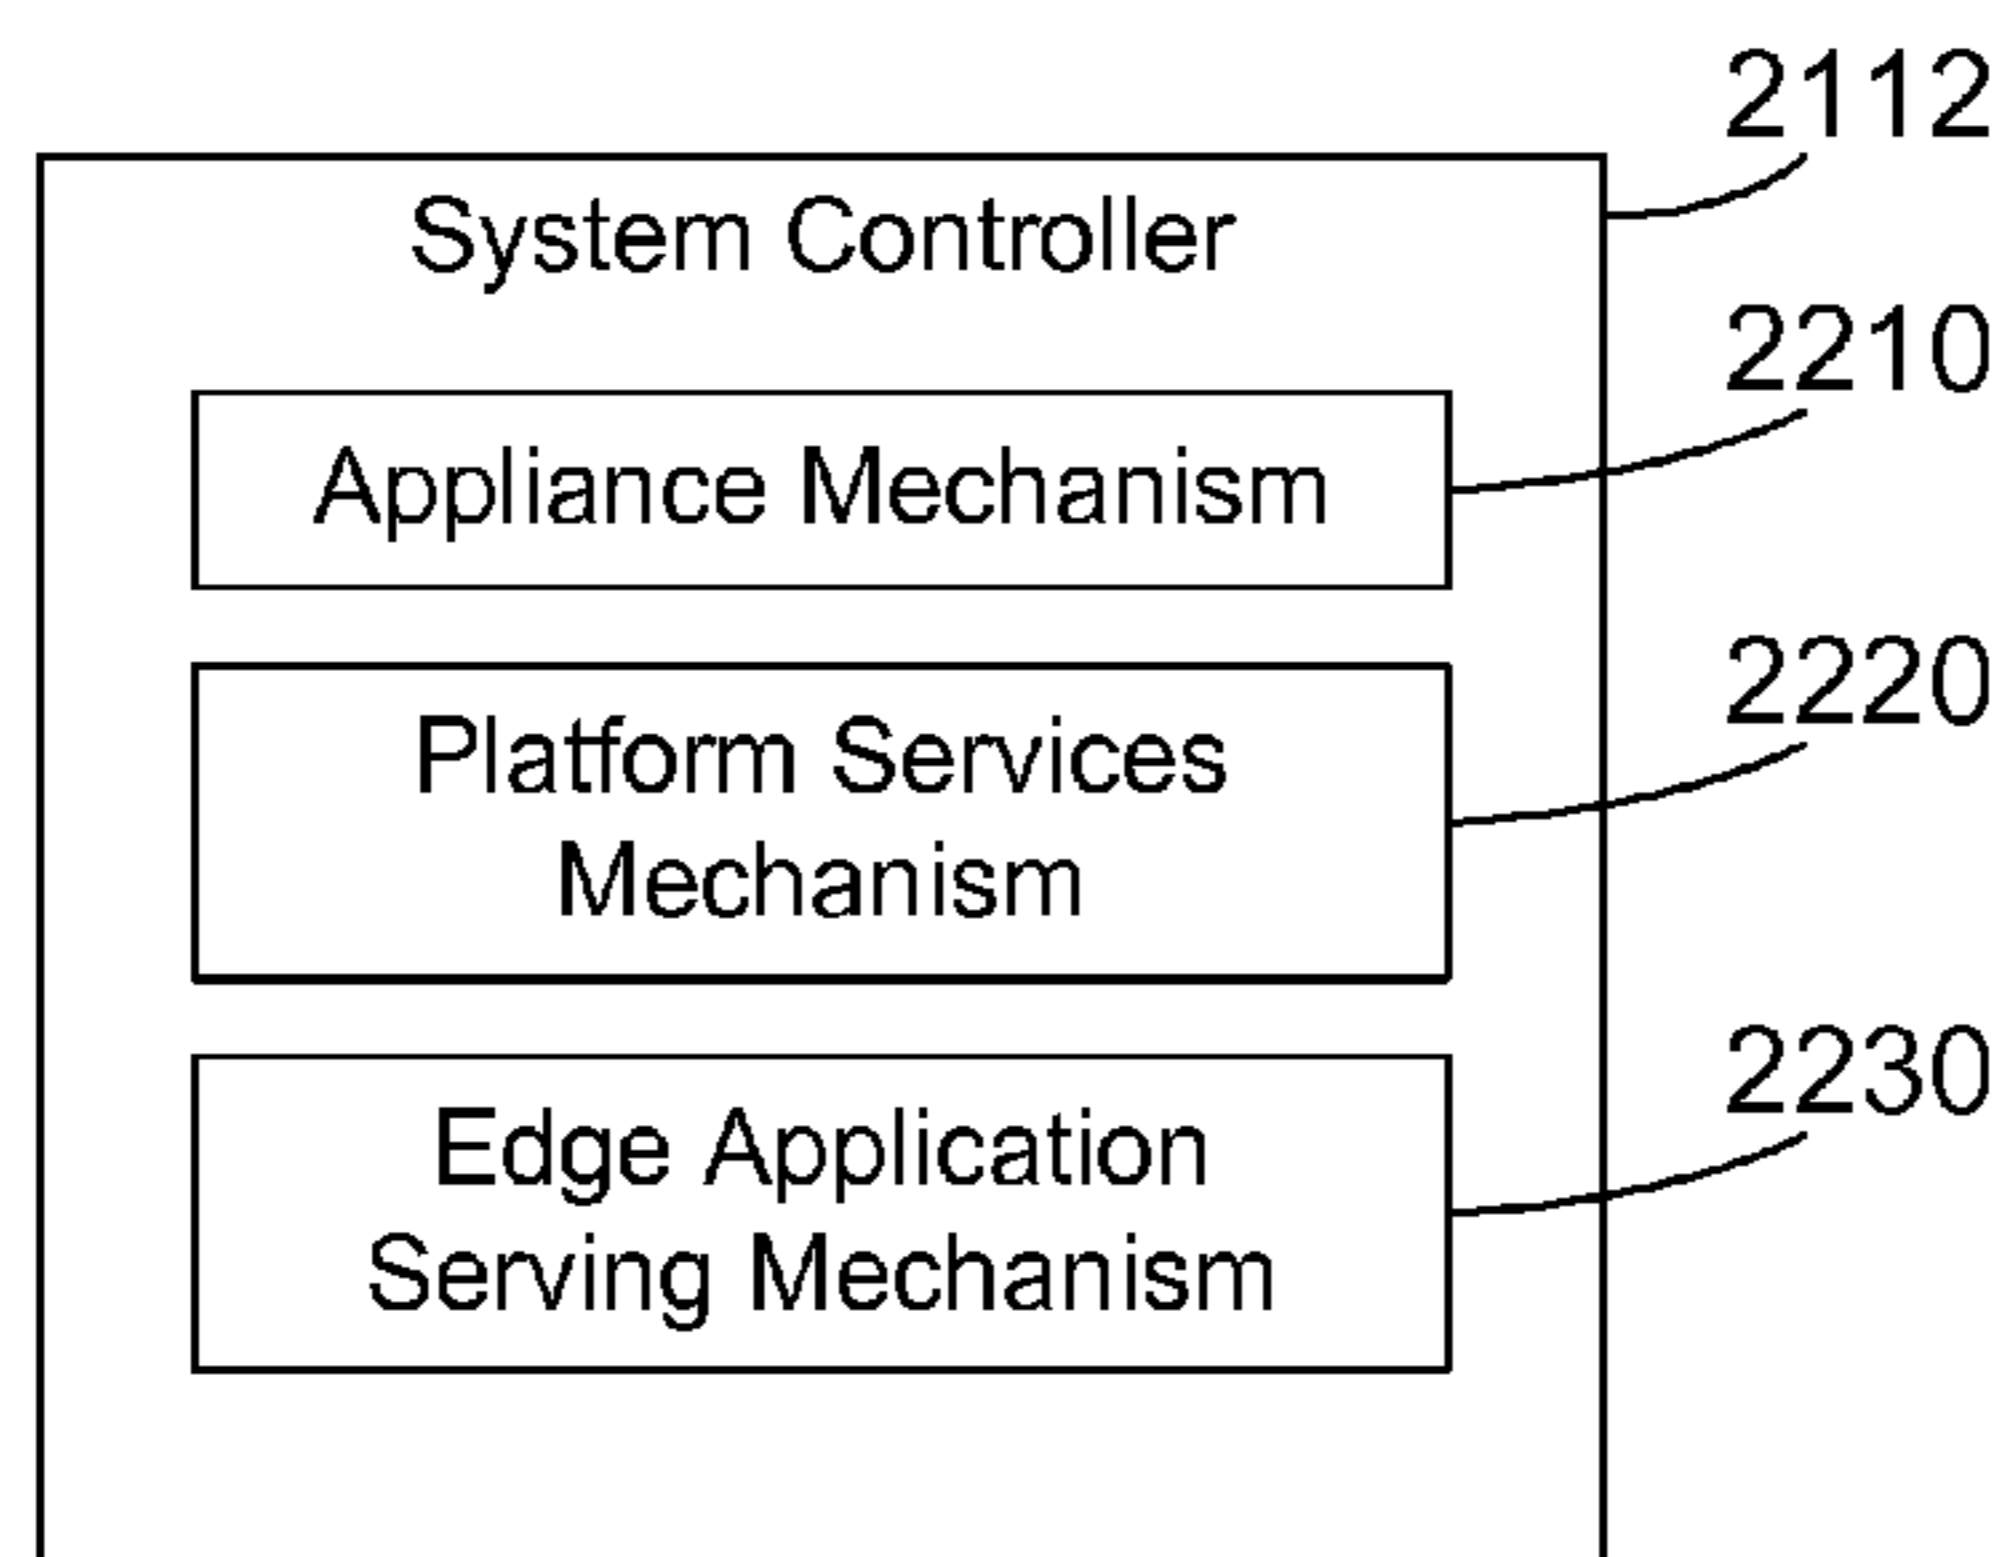 2112
System Controller
2210
Appliance Mechanism
2220
Platform Services
Mechanism
2230
Edge Application
Serving Mechanism